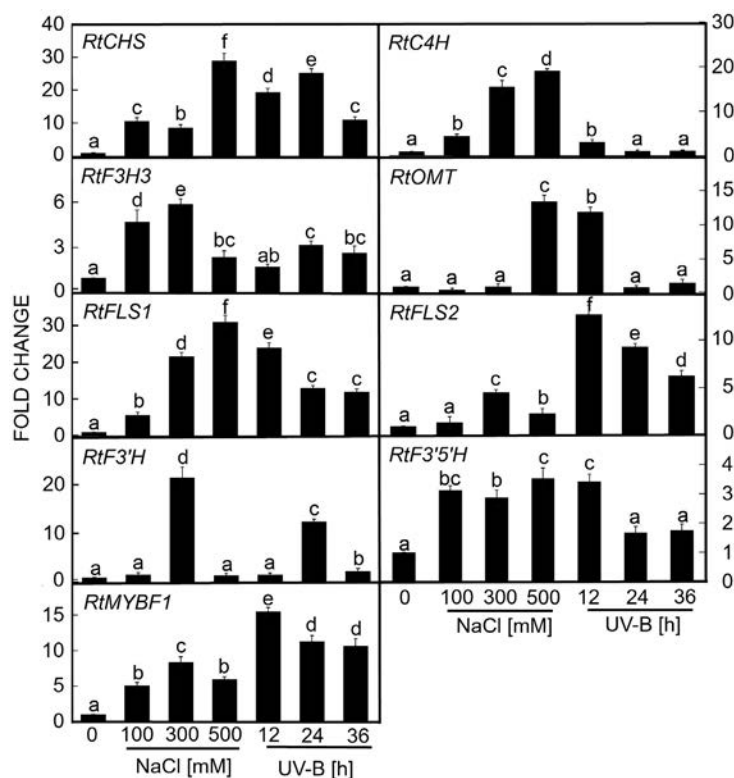 FOLD CHANGE
RtCHS
40
30
20
10
0
a
c
b
f
d
e
c
RtC4H
30
20
10
0
a
b
c
d
b
a
a
RtF3H3
6
3
0
a
d
e
bc
ab
c
bc
RtOMT
15
10
5
0
a
a
a
c
b
a
a
RtFLS1
30
20
10
0
a
b
d
f
e
c
c
RtFLS2
10
5
0
a
a
c
b
f
e
d
RtF3'H
20
10
0
a
a
d
a
a
c
b
RtF3'5'H
4
3
2
1
0
a
bc
b
c
c
a
a
0 100 300 500 12 24 36
NaCl [mM] UV-B [h]
RtMYBF1
15
10
5
0
a
b
c
b
e
d
d
0 100 300 500 12 24 36
NaCl [mM] UV-B [h]